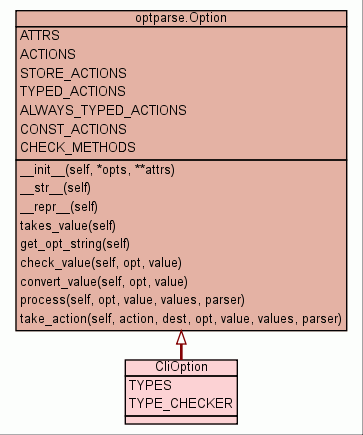 optparse.Option
ATTRS
ACTIONS
STORE_ACTIONS
TYPED_ACTIONS
ALWAYS_TYPED_ACTIONS
CONST_ACTIONS
CHECK_METHODS
__init__(self, *opts, **attrs)
__str__(self)
__repr__(self)
takes_value(self)
get_opt_string(self)
check_value(self, opt, value)
convert_value(self, opt, value)
process(self, opt, value, values, parser)
take_action(self, action, dest, opt, value, values, parser)
CliOption
TYPES
TYPE_CHECKER